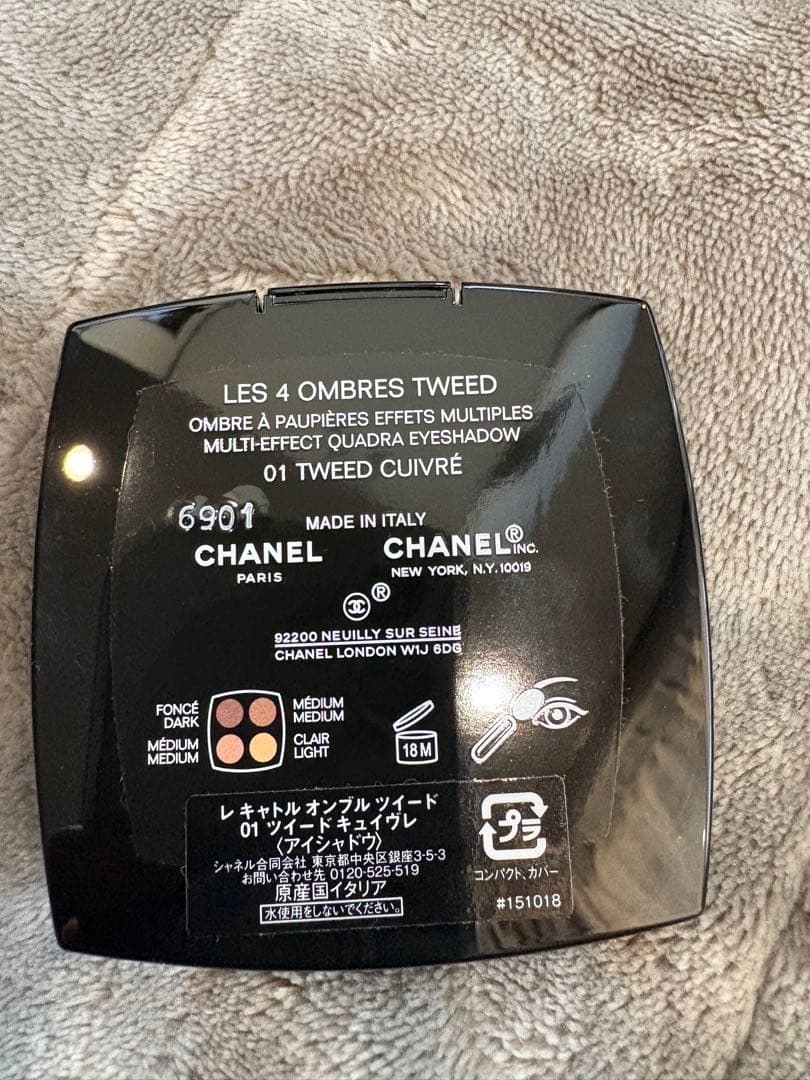 LES 4 OMBRES TWEED
OMBRE À PAUPIÈRES EFFETS MULTIPLES
MULTI-EFFECT QUADRA EYESHADOW
01 TWEED CUIVRÉ
6901 MADE IN ITALY
CHANEL CHANEL® INC.
PARIS NEW YORK, N.Y. 10019
®
92200 NEUILLY SUR SEINE
CHANEL LONDON W1J 6DG
FONCÉ MÉDIUM
DARK MEDIUM
MÉDIUM CLAIR
MEDIUM LIGHT
18 M
レ キャトル オンブル ツイード
01 ツイード キュイヴレ
〈アイシャドウ〉
シャネル合同会社 東京都中央区銀座3-5-3
お問い合わせ先 0120-525-519
原産国イタリア
水使用をしないでください。
プラ
コンパクト、カバー
#151018